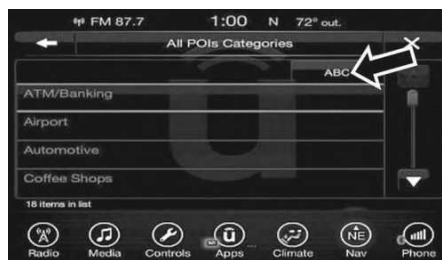 FM 87.7 1:00 N 72° out.
All POIs Categories
ABC
ATM/Banking
Airport
Automotive
Coffee Shops
18 items in list
Radio Media Controls Apps Climate NE Nav Phone